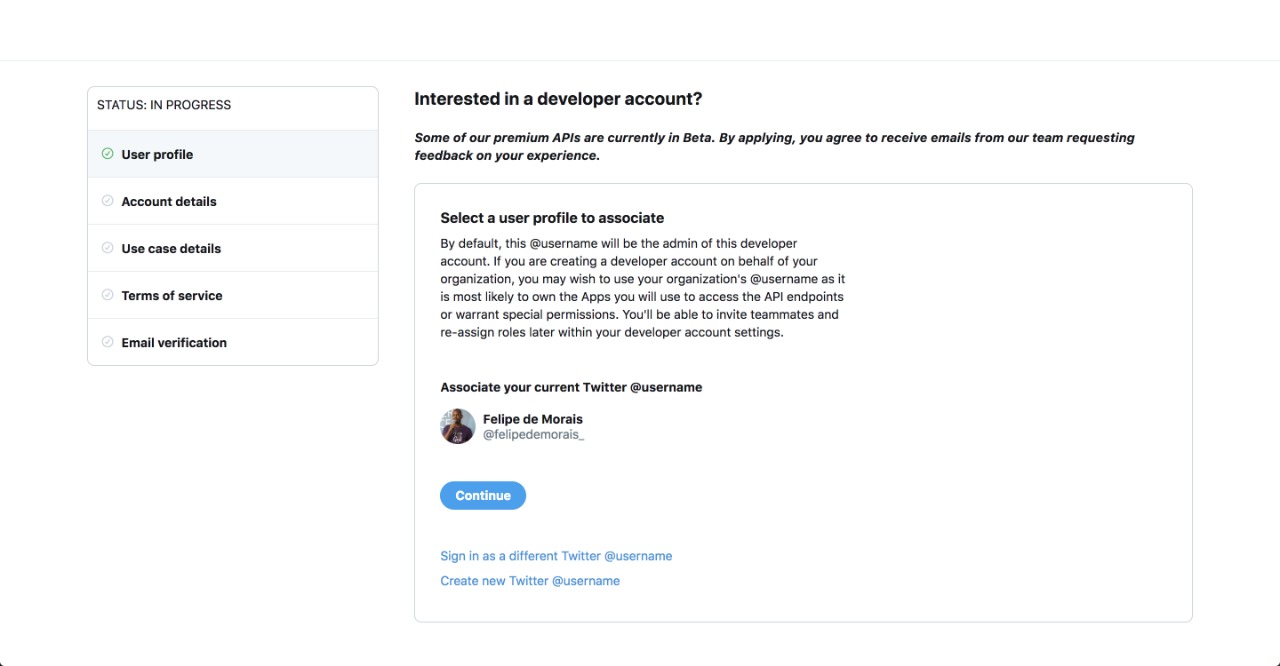 STATUS: IN PROGRESS
User profile
Account details
Use case details
Terms of service
Email verification
Interested in a developer account?
Some of our premium APIs are currently in Beta. By applying, you agree to receive emails from our team requesting
feedback on your experience.
Select a user profile to associate
By default, this @username will be the admin of this developer
account. If you are creating a developer account on behalf of your
organization, you may wish to use your organization's @username as it
is most likely to own the Apps you will use to access the API endpoints
or warrant special permissions. You'll be able to invite teammates and
re-assign roles later within your developer account settings.
Associate your current Twitter @username
Felipe de Morais
@felipedemorais_
Continue
Sign in as a different Twitter @username
Create new Twitter @username